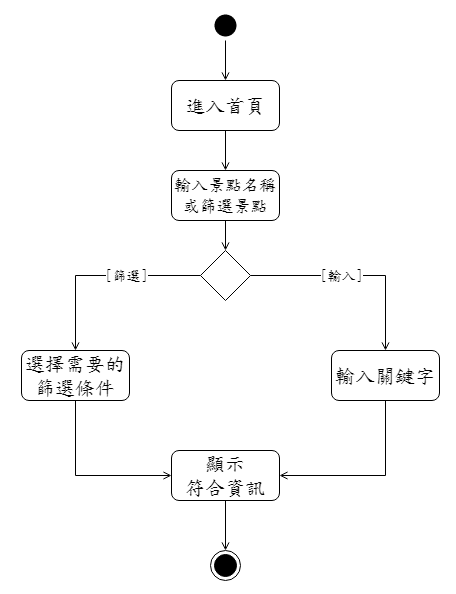 進入首頁
輸入景點名稱
或篩選景點
[篩選]
[輸入]
選擇需要的
篩選條件
輸入關鍵字
顯示
符合資訊